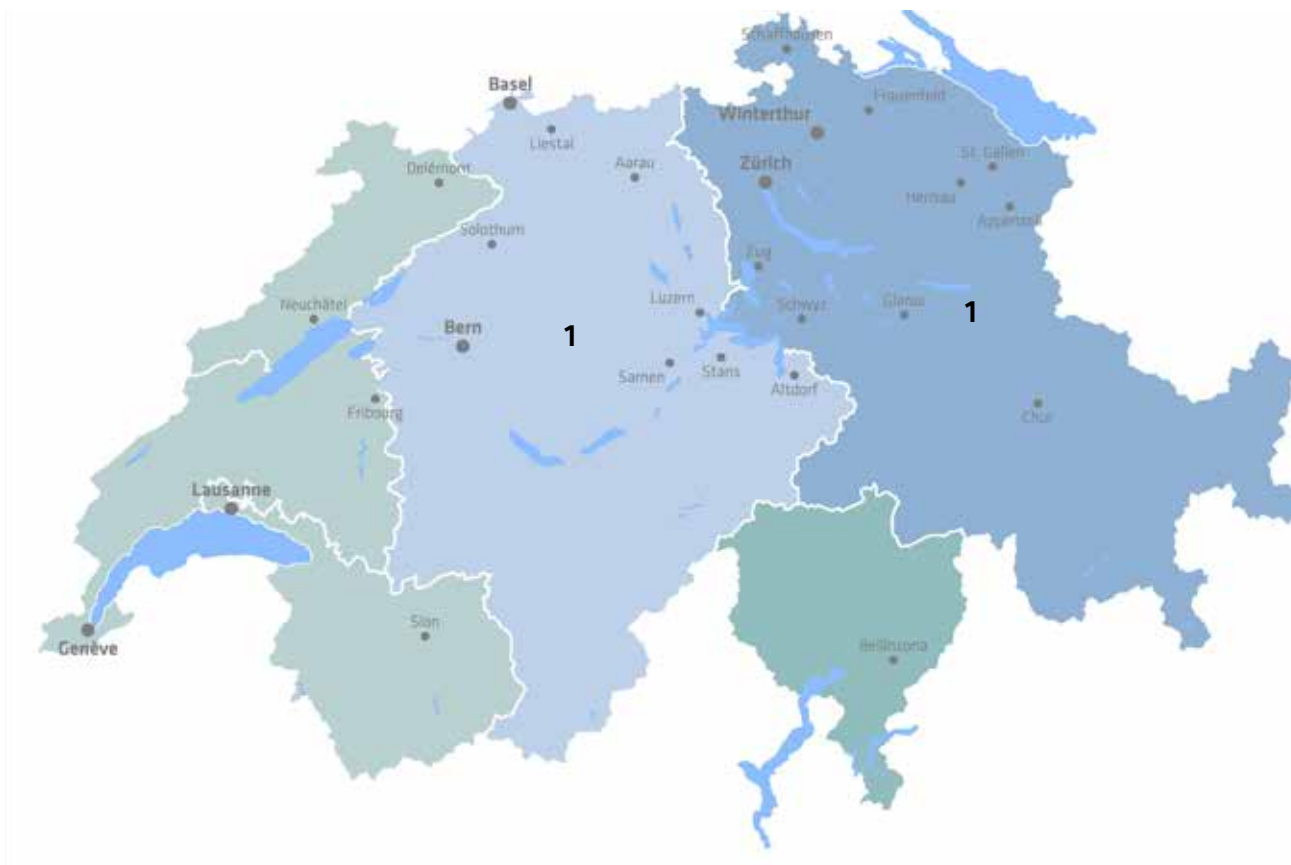 Schaffhausen
Basel
Frauenfeld
Winterthur
Liestal
St. Gallen
Delémont
Aarau
Zürich
Herisau
Appenzell
Solothurn
Zug
Neuchâtel
Luzern
Schwyz
Glarus
1
Bern
1
Sarnen
Stans
Altdorf
Fribourg
Chur
Lausanne
Sion
Genève
Bellinzona